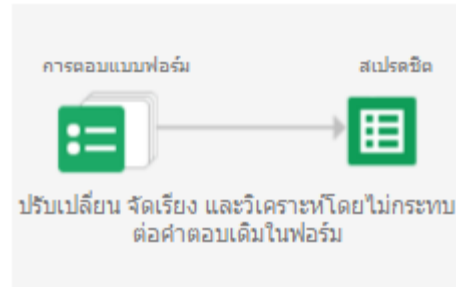 การตอบแบบฟอร์ม
สเปรดชีต
ปรับเปลี่ยน จัดเรียง และวิเคราะห์โดยไม่กระทบ
ต่อคำตอบเดิมในฟอร์ม